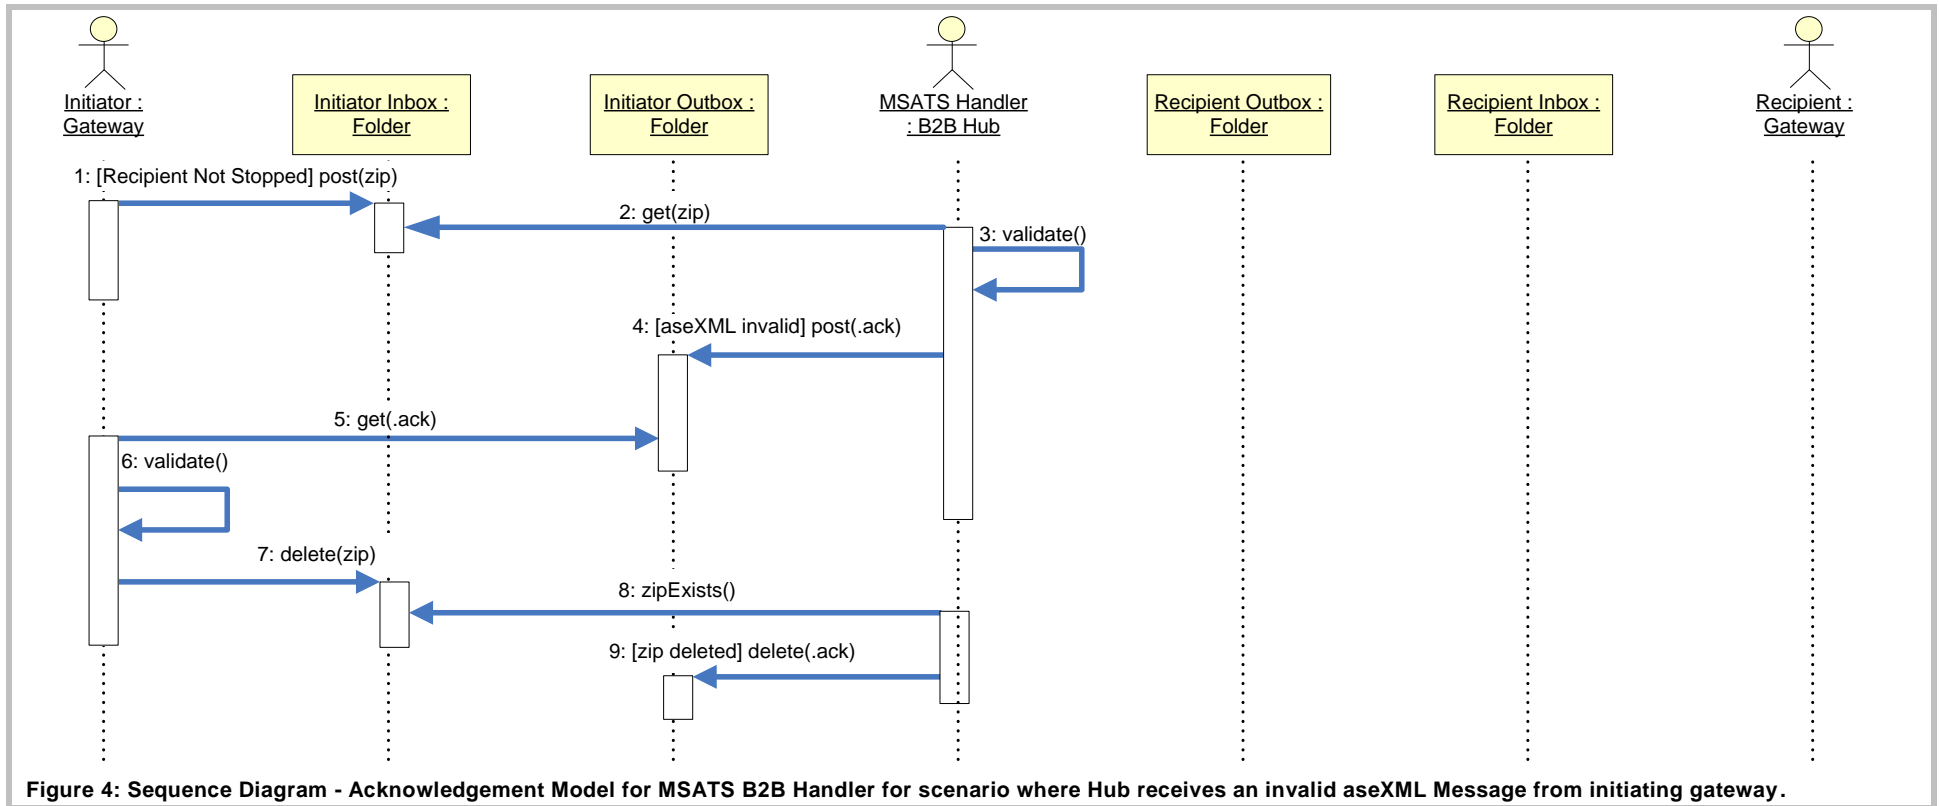 Initiator :
Gateway
Initiator Inbox :
Folder
Initiator Outbox :
Folder
MSATS Handler
: B2B Hub
Recipient Outbox :
Folder
Recipient Inbox :
Folder
Recipient :
Gateway
1: [Recipient Not Stopped] post(zip)
2: get(zip)
3: validate()
4: [aseXML invalid] post(.ack)
5: get(.ack)
6: validate()
7: delete(zip)
8: zipExists()
9: [zip deleted] delete(.ack)
Figure 4: Sequence Diagram - Acknowledgement Model for MSATS B2B Handler for scenario where Hub receives an invalid aseXML Message from initiating gateway.